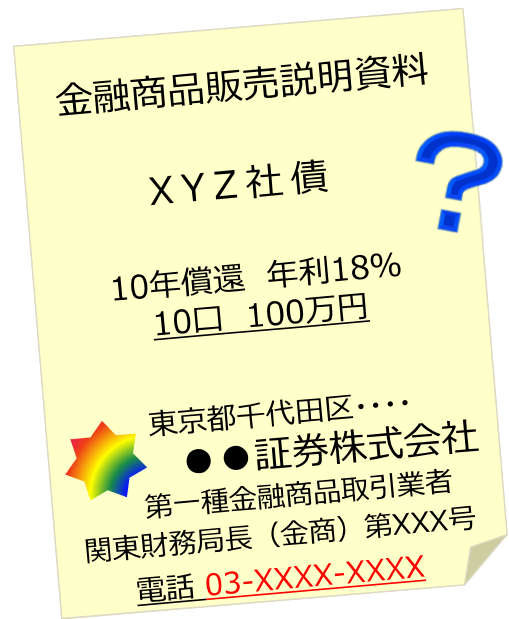 金融商品販売説明資料
?
XYZ社債
10年償還　年利18%
10口　100万円
東京都千代田区････
●●証券株式会社
第一種金融商品取引業者
関東財務局長（金商）第XXX号
電話 03-XXXX-XXXX